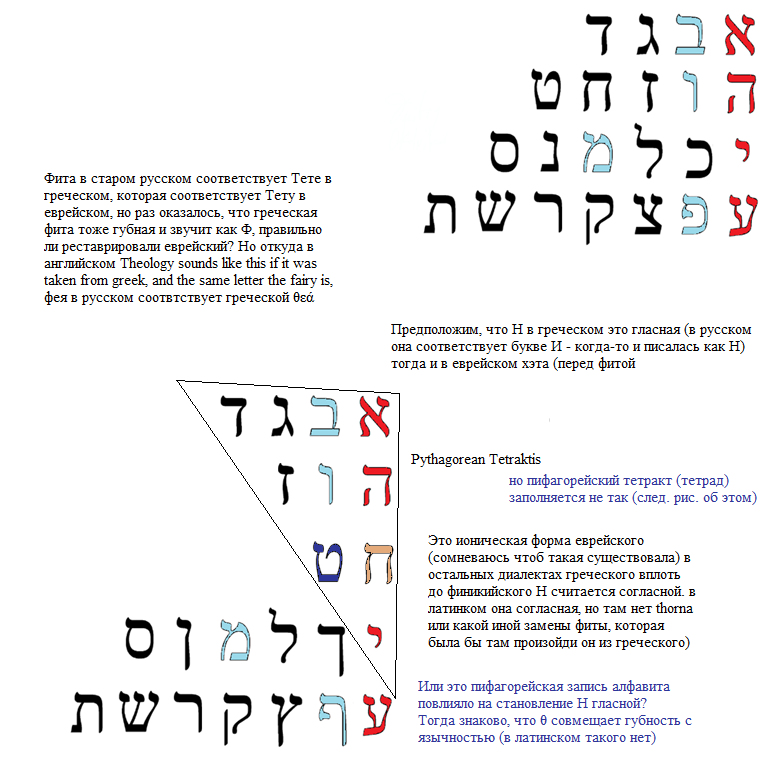 א ב ג ד
ה ו ז ח ט
י כ ל מ נ ס
ע פ צ ק ר ש ת
Фита в старом русском соответствует Тете в
греческом, которая соответствует Тету в
еврейском, но раз оказалось, что греческая
фита тоже губная и звучит как Ф, правильно
ли реставрировали еврейский? Но откуда в
английском Theology sounds like this if it was
taken from greek, and the same letter the fairy is,
фея в русском соотвтствует греческой θεά
Предположим, что Н в греческом это гласная (в русском
она соответствует букве И - когда-то и писалась как Н)
тогда и в еврейском хэта (перед фитой
א ב ג ד
ה ו ז
ח ט
י ך ל מ ן ס
ע ף ץ ק ר ש ת
Pythagorean Tetraktis
но пифагорейский тетракт (тетрад)
заполняется не так (след. рис. об этом)
Это ионическая форма еврейского
(сомневаюсь чтоб такая существовала) в
остальных диалектах греческого вплоть
до финикийского Н считается согласной. в
латинком она согласная, но там нет thorna
или какой иной замены фиты, которая
была бы там произойди он из греческого)
Или это пифагорейская запись алфавита
повлияло на становление Н гласной?
Тогда знаково, что θ совмещает губность с
язычностью (в латинском такого нет)